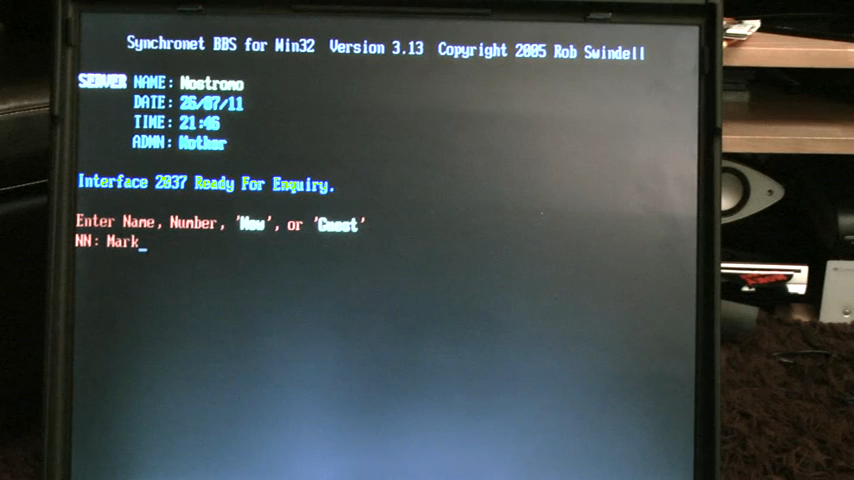 Synchronet BBS for Win32 Version 3.13 Copyright 2005 Rob Swindell
SERVER NAME: Nostromo
DATE: 26/07/11
TIME: 21:46
ADMN: Mother
Interface 2037 Ready For Enquiry.
Enter Name, Number, 'New', or 'Guest'
NN: Mark_